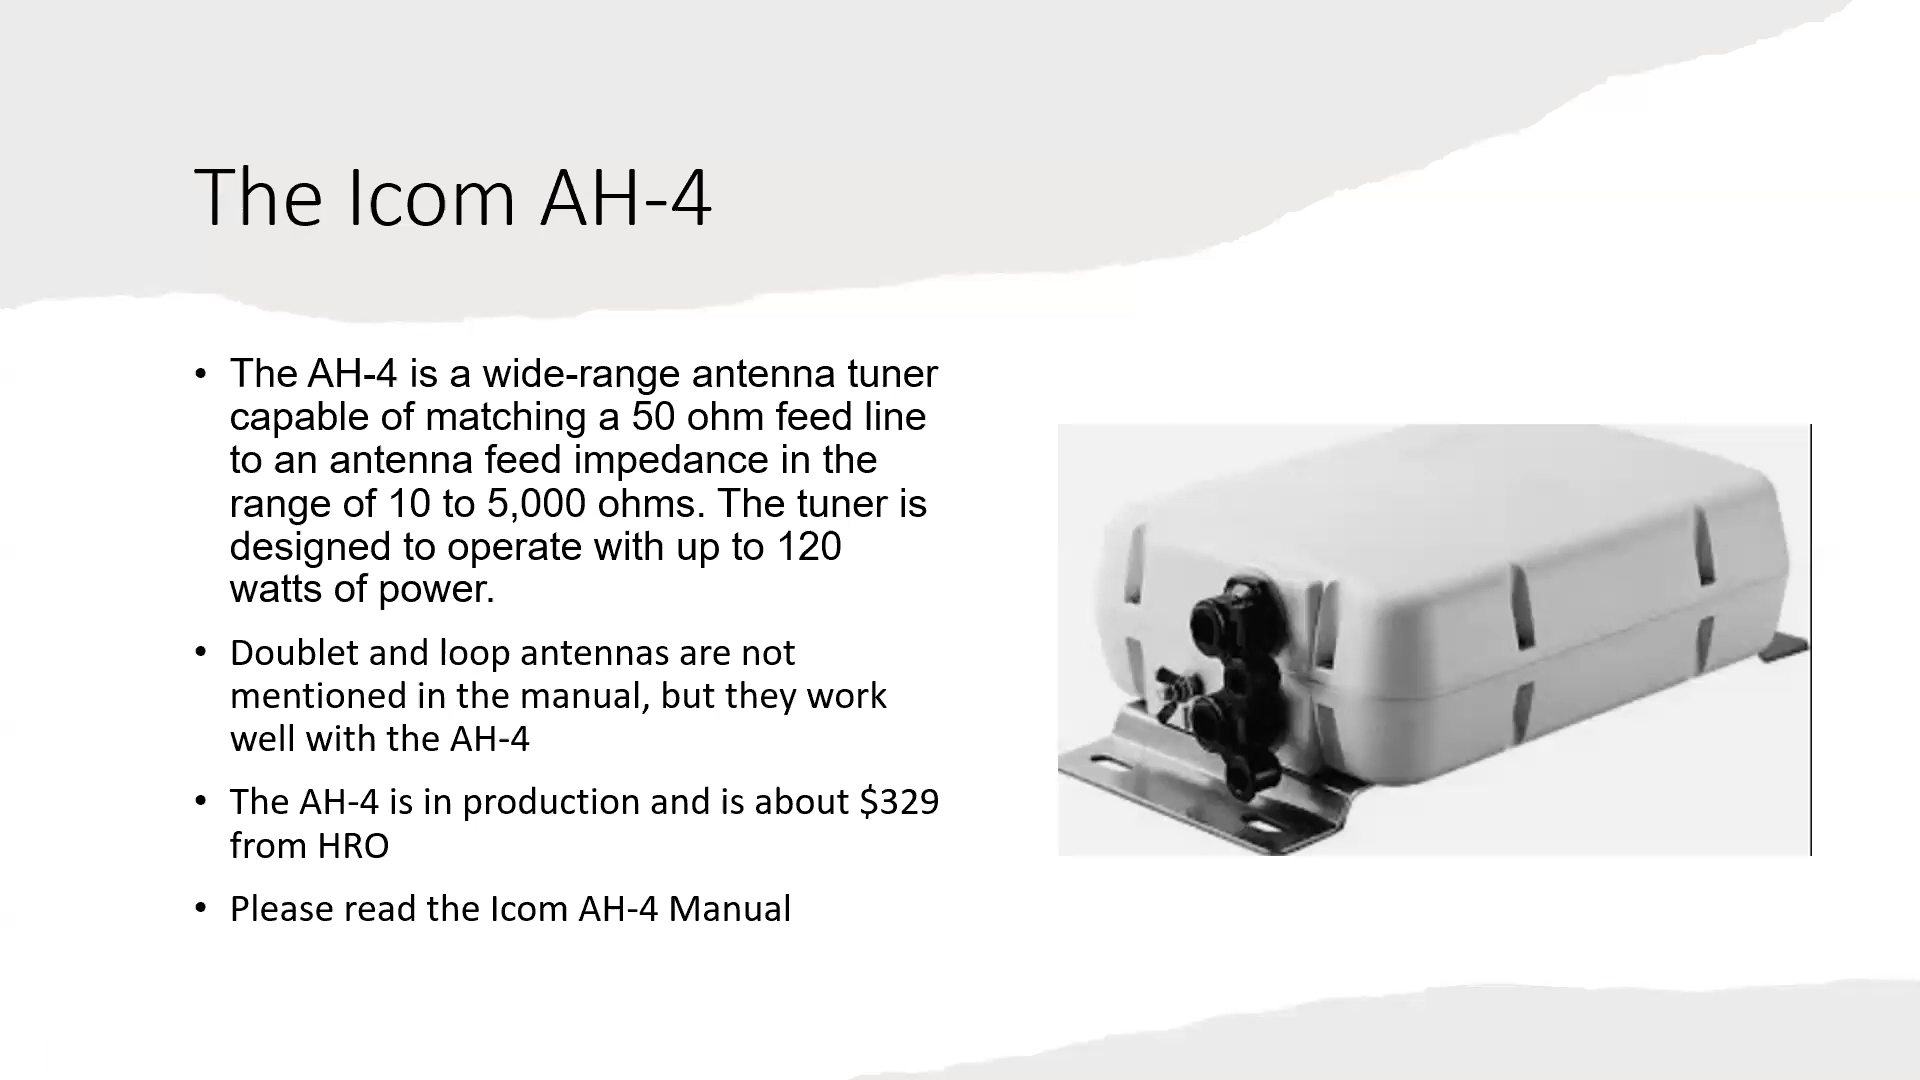 The Icom AH-4
• The AH-4 is a wide-range antenna tuner
capable of matching a 50 ohm feed line
to an antenna feed impedance in the
range of 10 to 5,000 ohms. The tuner is
designed to operate with up to 120
watts of power.
• Doublet and loop antennas are not
mentioned in the manual, but they work
well with the AH-4
• The AH-4 is in production and is about $329
from HRO
• Please read the Icom AH-4 Manual